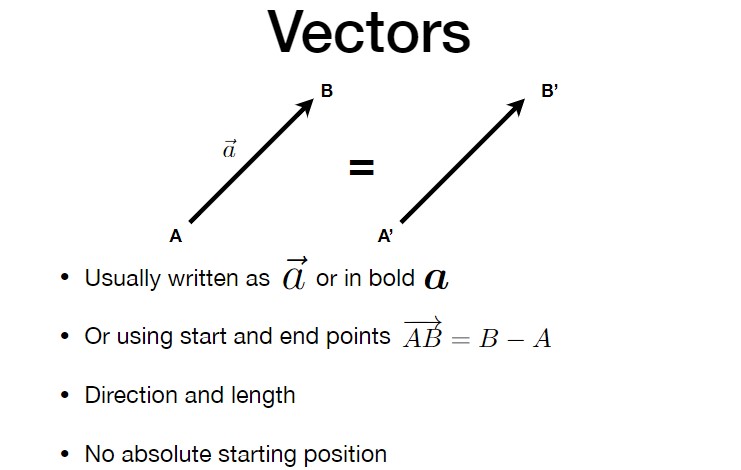 Vectors
B B’
$\vec{a}$
=
A A’
• Usually written as $\vec{a}$ or in bold $\boldsymbol{a}$
• Or using start and end points $\overrightarrow{AB} = B - A$
• Direction and length
• No absolute starting position